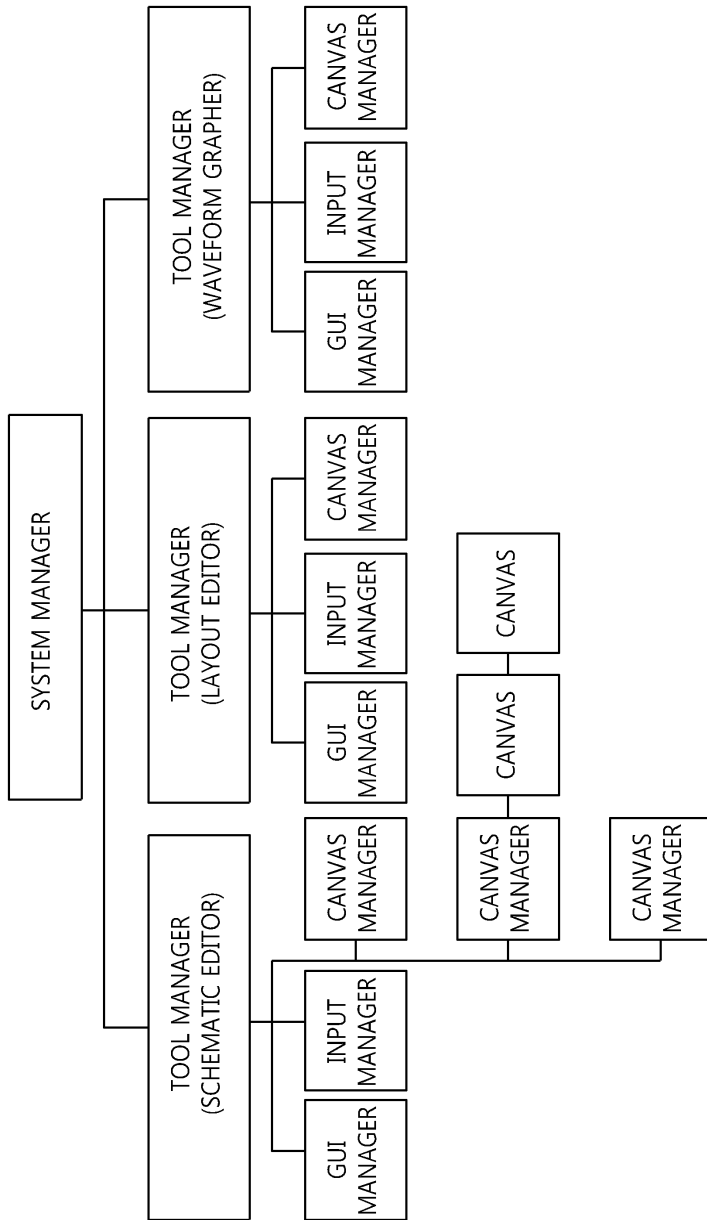 SYSTEM MANAGER
TOOL MANAGER
(SCHEMATIC EDITOR)
TOOL MANAGER
(LAYOUT EDITOR)
TOOL MANAGER
(WAVEFORM GRAPHER)
GUI
MANAGER
INPUT
MANAGER
CANVAS
MANAGER
GUI
MANAGER
INPUT
MANAGER
CANVAS
MANAGER
GUI
MANAGER
INPUT
MANAGER
CANVAS
MANAGER
CANVAS
MANAGER
CANVAS
CANVAS
CANVAS
MANAGER